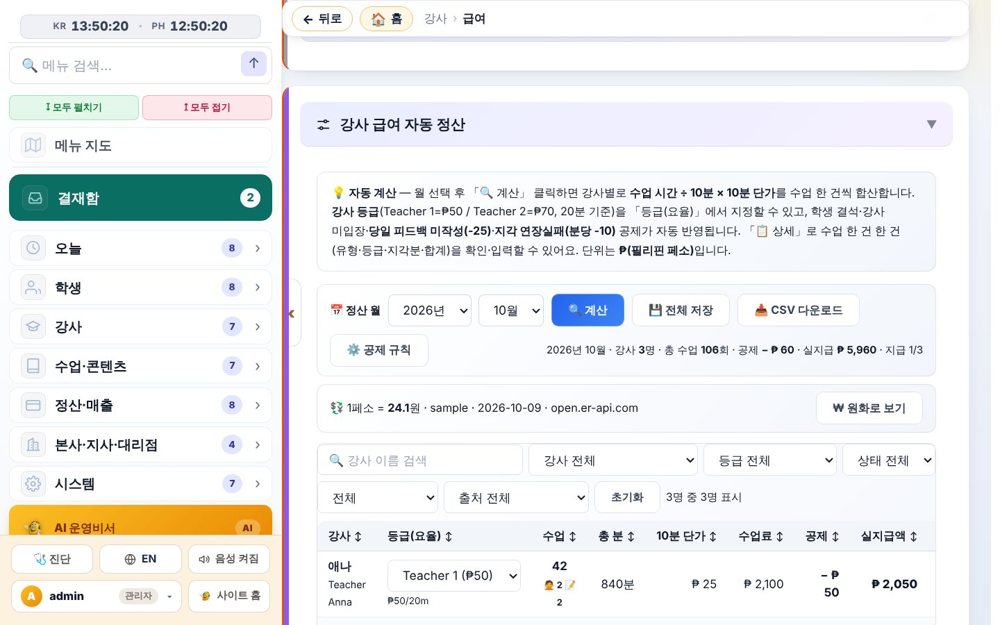 KR 13:50:20 • PH 12:50:20
🔍 메뉴 검색...
↑
↧ 모두 펼치기
↥ 모두 접기
메뉴 지도
결재함 2
오늘 8 ›
학생 8 ›
강사 7 ›
수업·콘텐츠 7 ›
정산·매출 8 ›
본사·지사·대리점 4 ›
시스템 7 ›
AI 운영비서 AI
🩺 진단
EN
음성 켜짐
A admin 관리자
사이트 홈
← 뒤로
🏠 홈
강사 › 급여
강사 급여 자동 정산 ▼
💡 자동 계산 — 월 선택 후 「🔍 계산」 클릭하면 강사별로 수업 시간 ÷ 10분 × 10분 단가를 수업 한 건씩 합산합니다.
강사 등급(Teacher 1=₱50 / Teacher 2=₱70, 20분 기준)을 「등급(요율)」에서 지정할 수 있고, 학생 결석·강사
미입장·당일 피드백 미작성(-25)·지각 연장실패(분당 -10) 공제가 자동 반영됩니다. 「📋 상세」로 수업 한 건 한 건
(유형·등급·지각분·합계)을 확인·입력할 수 있어요. 단위는 ₱(필리핀 페소)입니다.
📅 정산 월 2026년 10월 🔍 계산 💾 전체 저장 📥 CSV 다운로드
⚙️ 공제 규칙 2026년 10월 · 강사 3명 · 총 수업 106회 · 공제 − ₱ 60 · 실지급 ₱ 5,960 · 지급 1/3
💱 1페소 = 24.1원 · sample · 2026-10-09 · open.er-api.com ₩ 원화로 보기
🔍 강사 이름 검색 강사 전체 등급 전체 상태 전체
전체 출처 전체 초기화 3명 중 3명 표시
강사 ↕ 등급(요율) ↕ 수업 ↕ 총 분 ↕ 10분 단가 ↕ 수업료 ↕ 공제 ↕ 실지급액 ↕
애나
Teacher
Anna
Teacher 1 (₱50)
₱50/20m
42
🙅 2 📝
2
840분
₱ 25
₱ 2,100
− ₱
50
₱ 2,050